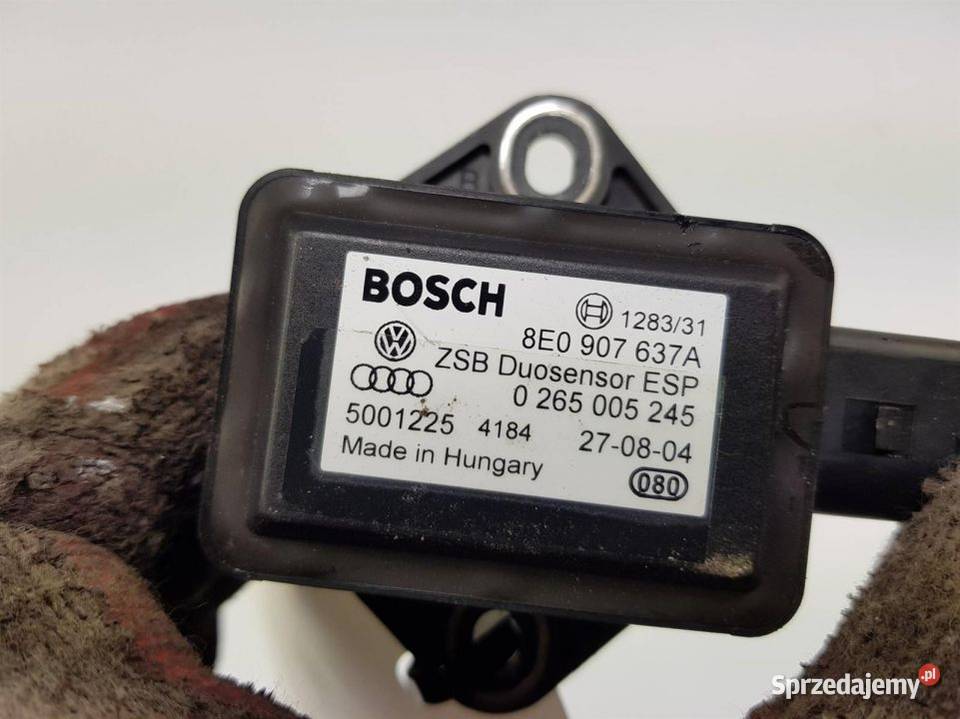 BOSCH
1283/31
8E0 907 637A
ZSB Duosensor ESP
0 265 005 245
5001225 4184 27-08-04
Made in Hungary
080
Sprzedajemy.pl